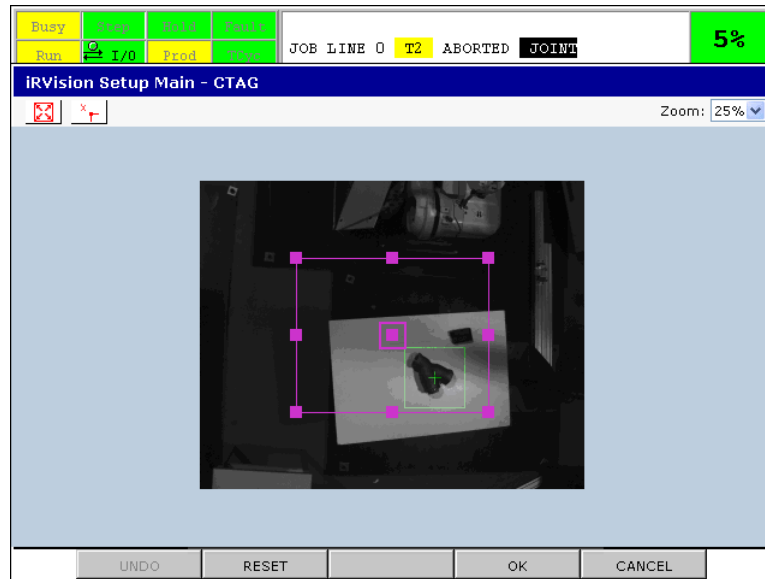 Busy Step Hold Fault
Run I/O Prod TCyc
JOB LINE 0 T2 ABORTED JOINT
5%
iRVision Setup Main - CTAG
Zoom: 25%
UNDO RESET OK CANCEL